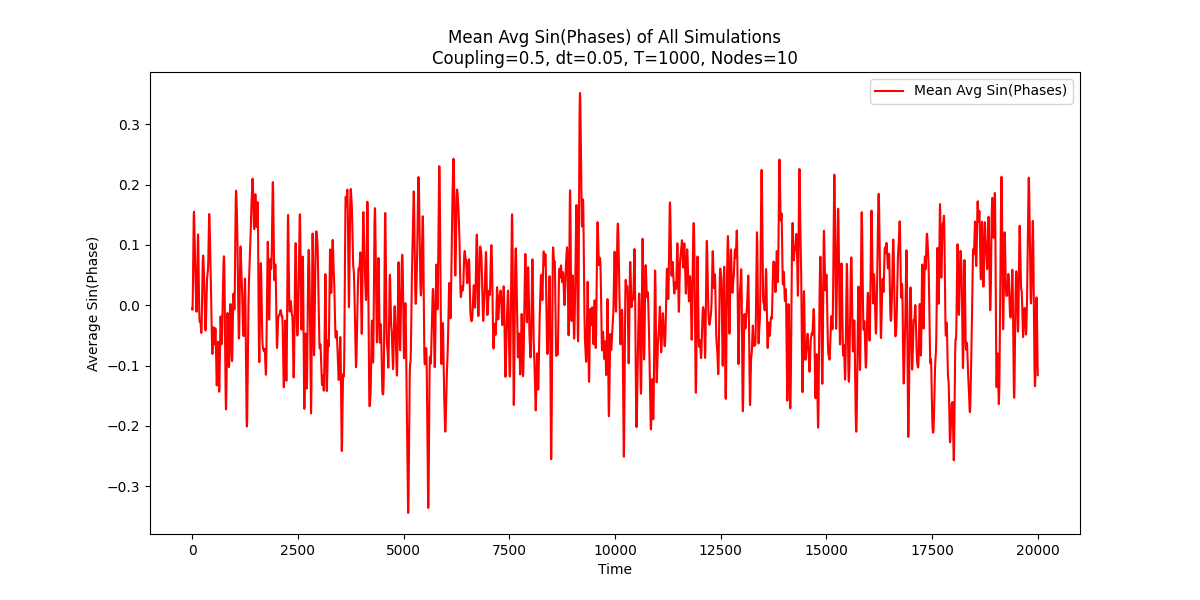 Mean Avg Sin(Phases) of All Simulations
Coupling=0.5, dt=0.05, T=1000, Nodes=10
Mean Avg Sin(Phases)
Average Sin(Phase)
0.3
0.2
0.1
0.0
−0.1
−0.2
−0.3
0 2500 5000 7500 10000 12500 15000 17500 20000
Time